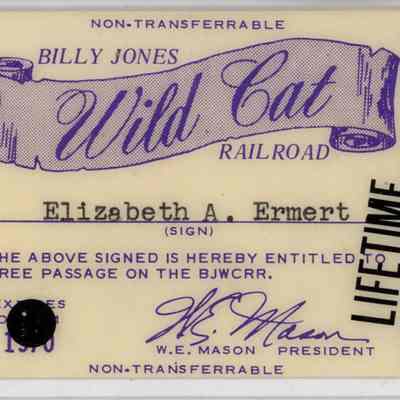 NON-TRANSFERRABLE
BILLY JONES
Wild Cat
RAILROAD
Elizabeth A. Ermert
(SIGN)
HE ABOVE SIGNED IS HEREBY ENTITLED TO
REE PASSAGE ON THE BJWCRR.
1970
W.E. Mason
W.E. MASON PRESIDENT
NON-TRANSFERRABLE
LIFETIME